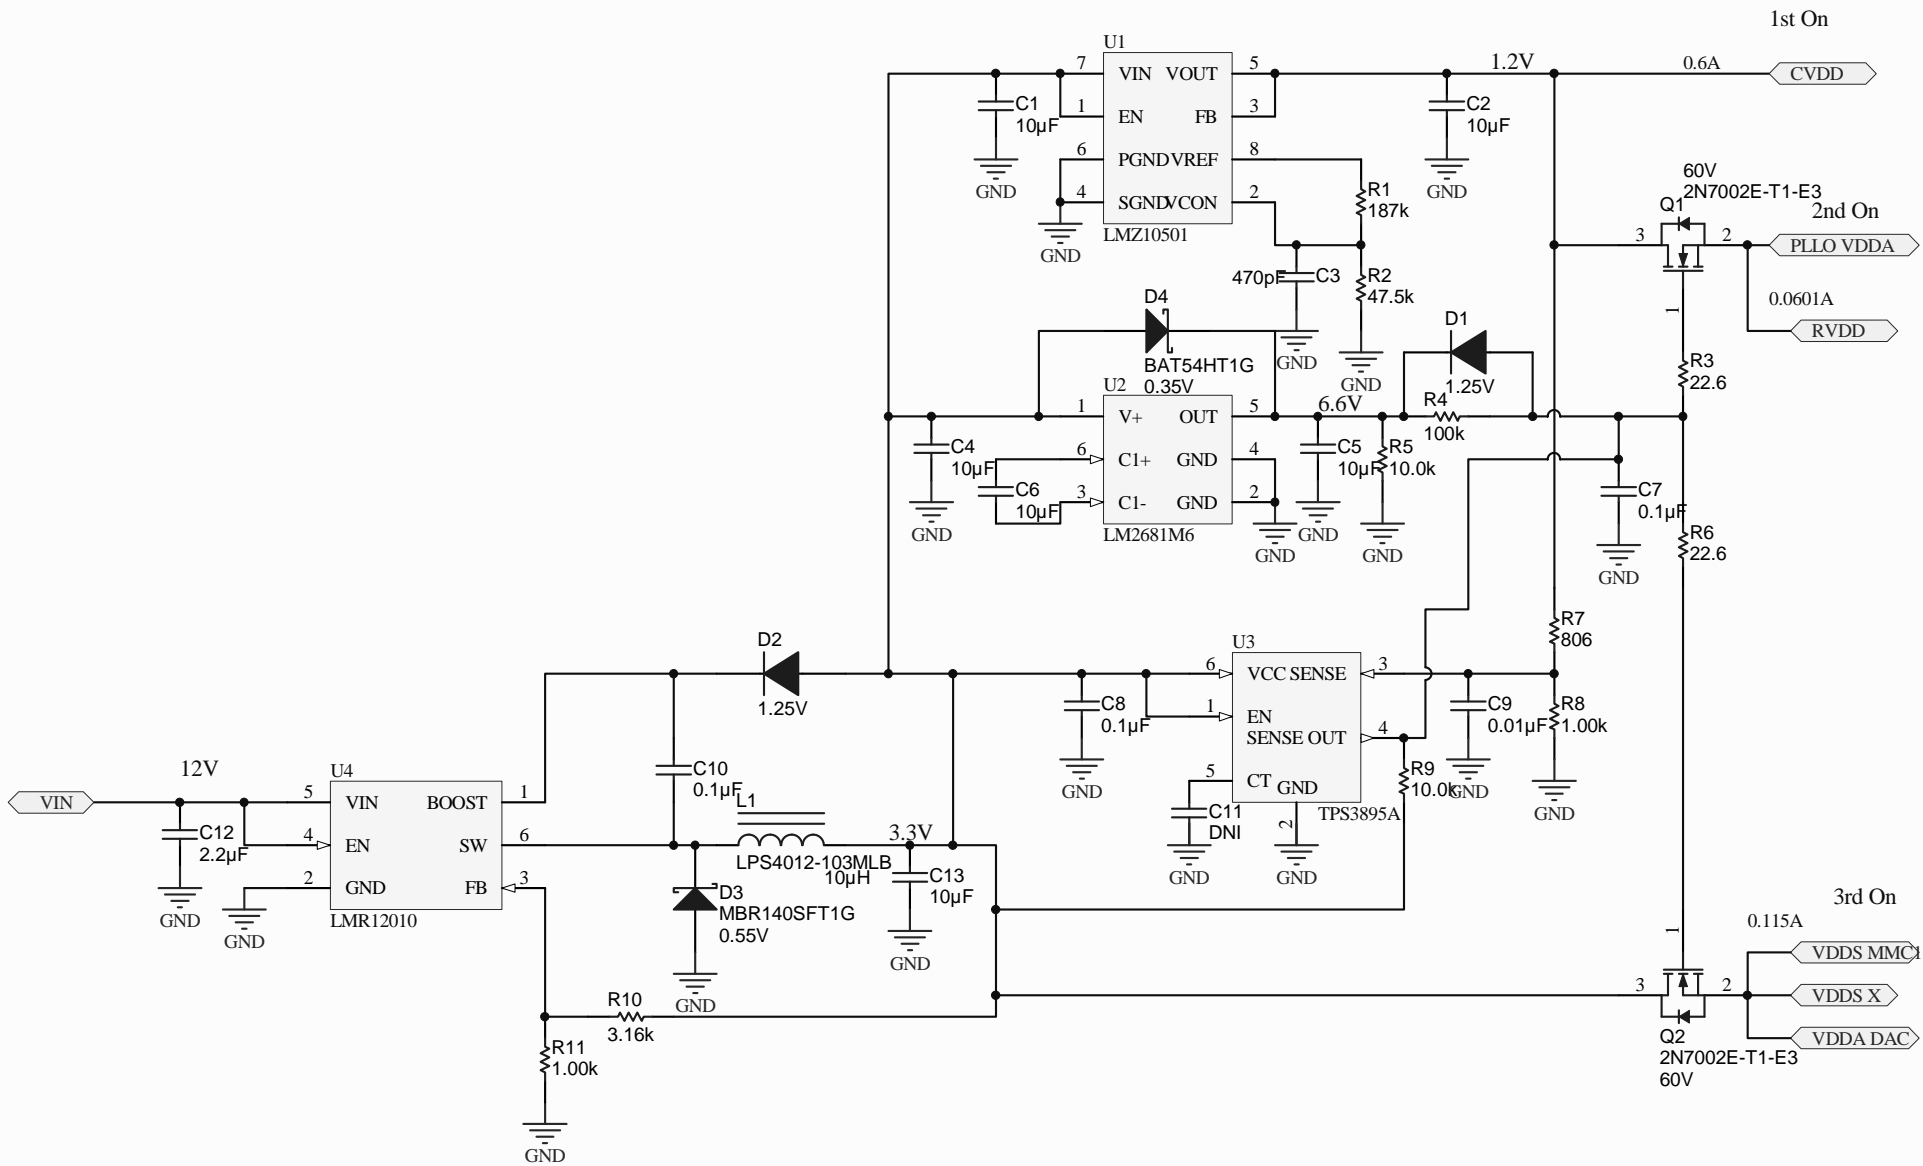 1st On
U1
7 VIN VOUT 5
1.2V
0.6A
CVDD
C1
10µF
GND
1 EN FB 3
C2
10µF
GND
6 PGND VREF 8
4 SGND VCON 2
LMZ10501
GND
R1
187k
60V
2N7002E-T1-E3
Q1
2nd On
3
2
PLLO VDDA
1
0.0601A
RVDD
470pF
C3
GND
R2
47.5k
GND
D4
BAT54HT1G
0.35V
D1
1.25V
R3
22.6
U2
1 V+ OUT 5
6.6V
R4
100k
C4
10µF
GND
6 C1+ GND 4
C6
10µF
3 C1- GND 2
LM2681M6
GND
C5
10µF
GND
R5
10.0k
GND
C7
0.1µF
GND
R6
22.6
R7
806
D2
1.25V
U3
6 VCC SENSE 3
1 EN
SENSE OUT 4
5 CT GND
2
TPS3895A
GND
C8
0.1µF
GND
C9
0.01µF
GND
R8
1.00k
GND
R9
10.0k
C11
DNI
GND
12V
VIN
U4
5 VIN BOOST 1
4 EN SW 6
2 GND FB 3
LMR12010
C12
2.2µF
GND
GND
C10
0.1µF
L1
LPS4012-103MLB
10µH
3.3V
D3
MBR140SFT1G
0.55V
GND
C13
10µF
GND
R10
3.16k
R11
1.00k
GND
3rd On
0.115A
1
VDDS MMC1
3
2
VDDS X
VDDA DAC
Q2
2N7002E-T1-E3
60V